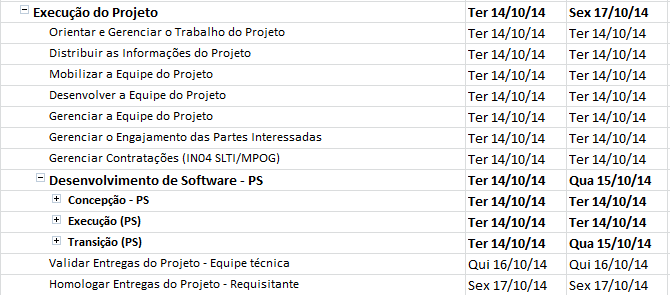 Execução do Projeto Ter 14/10/14 Sex 17/10/14
Orientar e Gerenciar o Trabalho do Projeto Ter 14/10/14 Ter 14/10/14
Distribuir as Informações do Projeto Ter 14/10/14 Ter 14/10/14
Mobilizar a Equipe do Projeto Ter 14/10/14 Ter 14/10/14
Desenvolver a Equipe do Projeto Ter 14/10/14 Ter 14/10/14
Gerenciar a Equipe do Projeto Ter 14/10/14 Ter 14/10/14
Gerenciar o Engajamento das Partes Interessadas Ter 14/10/14 Ter 14/10/14
Gerenciar Contratações (IN04 SLTI/MPOG) Ter 14/10/14 Ter 14/10/14
Desenvolvimento de Software - PS Ter 14/10/14 Qua 15/10/14
Concepção - PS Ter 14/10/14 Ter 14/10/14
Execução (PS) Ter 14/10/14 Ter 14/10/14
Transição (PS) Ter 14/10/14 Qua 15/10/14
Validar Entregas do Projeto - Equipe técnica Qui 16/10/14 Qui 16/10/14
Homologar Entregas do Projeto - Requisitante Sex 17/10/14 Sex 17/10/14